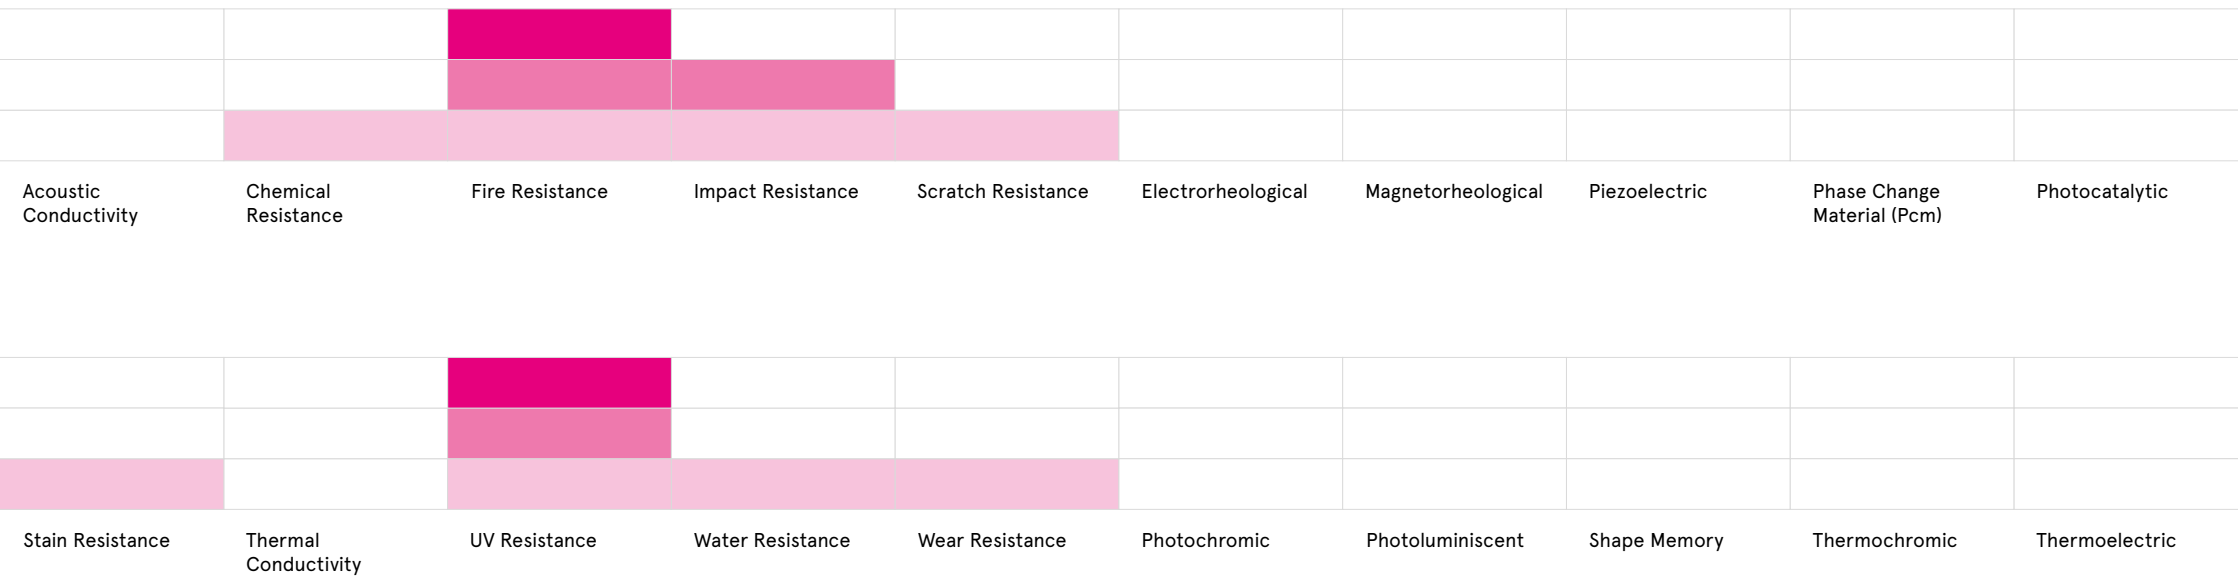 Acoustic
Conductivity
Chemical
Resistance
Fire Resistance
Impact Resistance
Scratch Resistance
Electrorheological
Magnetorheological
Piezoelectric
Phase Change
Material (Pcm)
Photocatalytic
Stain Resistance
Thermal
Conductivity
UV Resistance
Water Resistance
Wear Resistance
Photochromic
Photoluminiscent
Shape Memory
Thermochromic
Thermoelectric